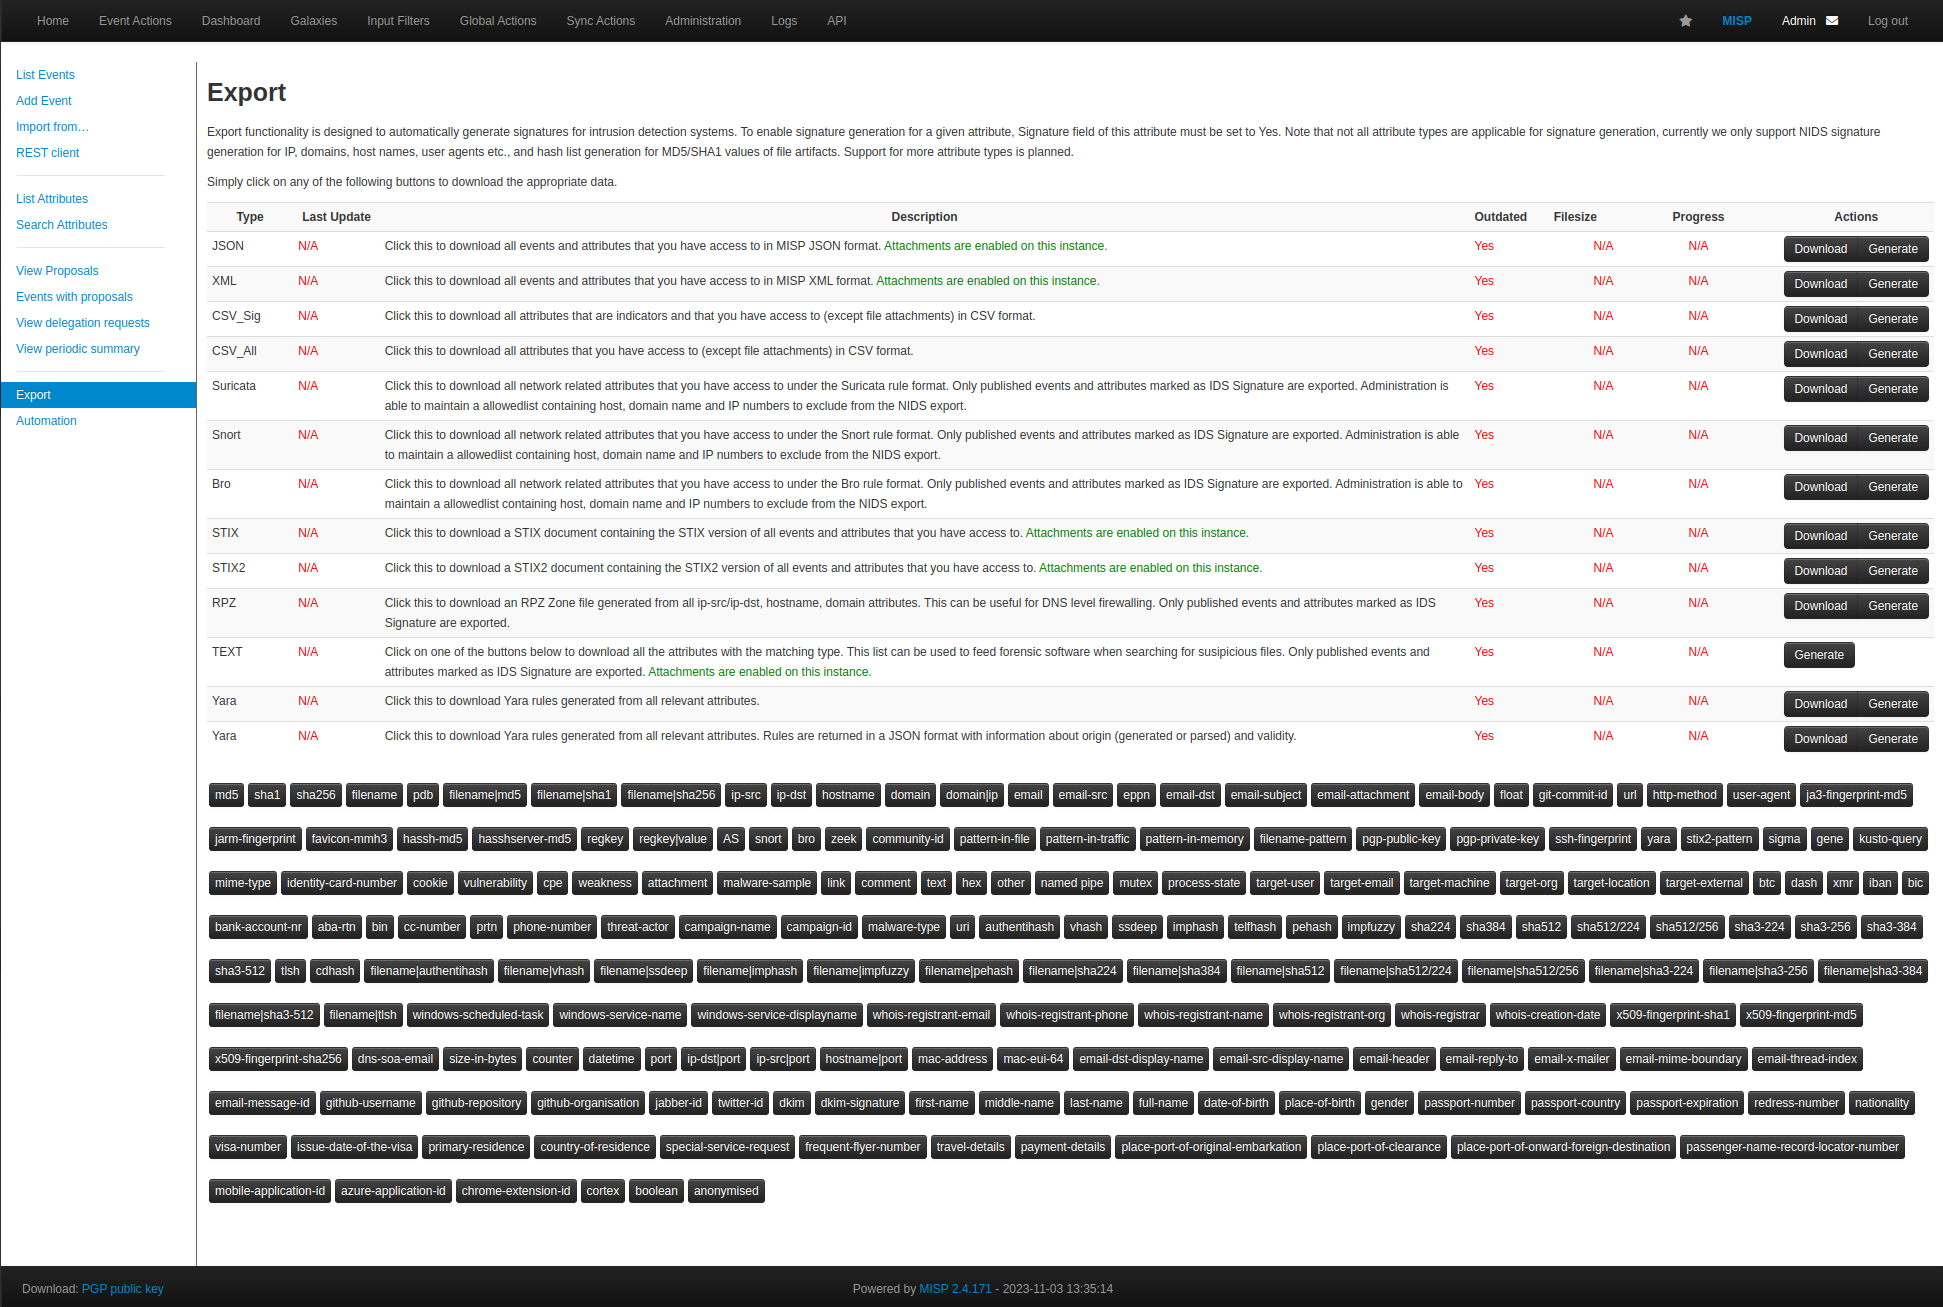 Home Event Actions Dashboard Galaxies Input Filters Global Actions Sync Actions Administration Logs API MISP Admin Log out
List Events
Add Event
Import from…
REST client
List Attributes
Search Attributes
View Proposals
Events with proposals
View delegation requests
View periodic summary
Export
Automation
Export
Export functionality is designed to automatically generate signatures for intrusion detection systems. To enable signature generation for a given attribute, Signature field of this attribute must be set to Yes. Note that not all attribute types are applicable for signature generation, currently we only support NIDS signature
generation for IP, domains, host names, user agents etc., and hash list generation for MD5/SHA1 values of file artifacts. Support for more attribute types is planned.
Simply click on any of the following buttons to download the appropriate data.
Type Last Update Description Outdated Filesize Progress Actions
JSON N/A Click this to download all events and attributes that you have access to in MISP JSON format. Attachments are enabled on this instance. Yes N/A N/A Download Generate
XML N/A Click this to download all events and attributes that you have access to in MISP XML format. Attachments are enabled on this instance. Yes N/A N/A Download Generate
CSV_Sig N/A Click this to download all attributes that are indicators and that you have access to (except file attachments) in CSV format. Yes N/A N/A Download Generate
CSV_All N/A Click this to download all attributes that you have access to (except file attachments) in CSV format. Yes N/A N/A Download Generate
Suricata N/A Click this to download all network related attributes that you have access to under the Suricata rule format. Only published events and attributes marked as IDS Signature are exported. Administration is Yes N/A N/A Download Generate
able to maintain a allowedlist containing host, domain name and IP numbers to exclude from the NIDS export.
Snort N/A Click this to download all network related attributes that you have access to under the Snort rule format. Only published events and attributes marked as IDS Signature are exported. Administration is able Yes N/A N/A Download Generate
to maintain a allowedlist containing host, domain name and IP numbers to exclude from the NIDS export.
Bro N/A Click this to download all network related attributes that you have access to under the Bro rule format. Only published events and attributes marked as IDS Signature are exported. Administration is able to Yes N/A N/A Download Generate
maintain a allowedlist containing host, domain name and IP numbers to exclude from the NIDS export.
STIX N/A Click this to download a STIX document containing the STIX version of all events and attributes that you have access to. Attachments are enabled on this instance. Yes N/A N/A Download Generate
STIX2 N/A Click this to download a STIX2 document containing the STIX2 version of all events and attributes that you have access to. Attachments are enabled on this instance. Yes N/A N/A Download Generate
RPZ N/A Click this to download an RPZ Zone file generated from all ip-src/ip-dst, hostname, domain attributes. This can be useful for DNS level firewalling. Only published events and attributes marked as IDS Yes N/A N/A Download Generate
Signature are exported.
TEXT N/A Click on one of the buttons below to download all the attributes with the matching type. This list can be used to feed forensic software when searching for susipicious files. Only published events and Yes N/A N/A Generate
attributes marked as IDS Signature are exported. Attachments are enabled on this instance.
Yara N/A Click this to download Yara rules generated from all relevant attributes. Yes N/A N/A Download Generate
Yara N/A Click this to download Yara rules generated from all relevant attributes. Rules are returned in a JSON format with information about origin (generated or parsed) and validity. Yes N/A N/A Download Generate
md5 sha1 sha256 filename pdb filename|md5 filename|sha1 filename|sha256 ip-src ip-dst hostname domain domain|ip email email-src eppn email-dst email-subject email-attachment email-body float git-commit-id url http-method user-agent ja3-fingerprint-md5
jarm-fingerprint favicon-mmh3 hassh-md5 hasshserver-md5 regkey regkey|value AS snort bro zeek community-id pattern-in-file pattern-in-traffic pattern-in-memory filename-pattern pgp-public-key pgp-private-key ssh-fingerprint yara stix2-pattern sigma gene kusto-query
mime-type identity-card-number cookie vulnerability cpe weakness attachment malware-sample link comment text hex other named pipe mutex process-state target-user target-email target-machine target-org target-location target-external btc dash xmr iban bic
bank-account-nr aba-rtn bin cc-number prtn phone-number threat-actor campaign-name campaign-id malware-type uri authentihash vhash ssdeep imphash telfhash pehash impfuzzy sha224 sha384 sha512 sha512/224 sha512/256 sha3-224 sha3-256 sha3-384
sha3-512 tlsh cdhash filename|authentihash filename|vhash filename|ssdeep filename|imphash filename|impfuzzy filename|pehash filename|sha224 filename|sha384 filename|sha512 filename|sha512/224 filename|sha512/256 filename|sha3-224 filename|sha3-256 filename|sha3-384
filename|sha3-512 filename|tlsh windows-scheduled-task windows-service-name windows-service-displayname whois-registrant-email whois-registrant-phone whois-registrant-name whois-registrant-org whois-registrar whois-creation-date x509-fingerprint-sha1 x509-fingerprint-md5
x509-fingerprint-sha256 dns-soa-email size-in-bytes counter datetime port ip-dst|port ip-src|port hostname|port mac-address mac-eui-64 email-dst-display-name email-src-display-name email-header email-reply-to email-x-mailer email-mime-boundary email-thread-index
email-message-id github-username github-repository github-organisation jabber-id twitter-id dkim dkim-signature first-name middle-name last-name full-name date-of-birth place-of-birth gender passport-number passport-country passport-expiration redress-number nationality
visa-number issue-date-of-the-visa primary-residence country-of-residence special-service-request frequent-flyer-number travel-details payment-details place-port-of-original-embarkation place-port-of-clearance place-port-of-onward-foreign-destination passenger-name-record-locator-number
mobile-application-id azure-application-id chrome-extension-id cortex boolean anonymised
Download: PGP public key Powered by MISP 2.4.171 - 2023-11-03 13:35:14